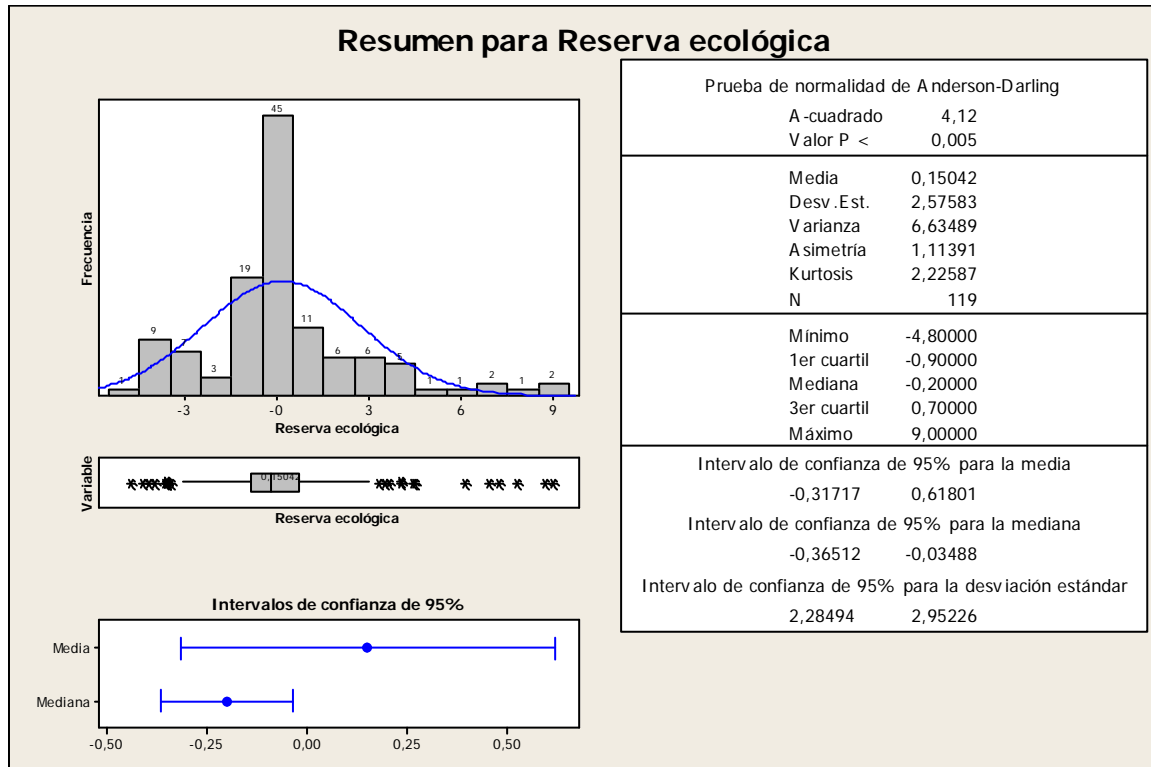 Resumen para Reserva ecológica
45
19
11
9
7
3
6
6
5
1
1
1
2
1
2
Frecuencia
-3
-0
3
6
9
Reserva ecológica
Variable
0,15042
Reserva ecológica
Intervalos de confianza de 95%
Media
Mediana
-0,50
-0,25
0,00
0,25
0,50
Prueba de normalidad de Anderson-Darling
A-cuadrado 4,12
Valor P < 0,005
Media 0,15042
Desv.Est. 2,57583
Varianza 6,63489
Asimetría 1,11391
Kurtosis 2,22587
N 119
Mínimo -4,80000
1er cuartil -0,90000
Mediana -0,20000
3er cuartil 0,70000
Máximo 9,00000
Intervalo de confianza de 95% para la media
-0,31717 0,61801
Intervalo de confianza de 95% para la mediana
-0,36512 -0,03488
Intervalo de confianza de 95% para la desviación estándar
2,28494 2,95226